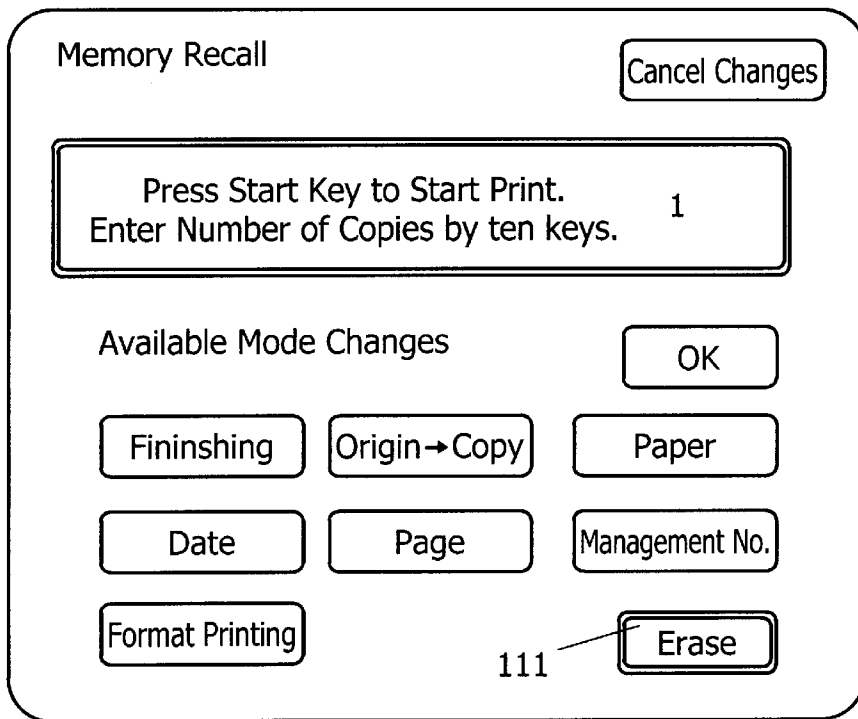 Memory Recall
Cancel Changes
Press Start Key to Start Print.
Enter Number of Copies by ten keys.
1
Available Mode Changes
OK
Fininshing
Origin→Copy
Paper
Date
Page
Management No.
Format Printing
111
Erase